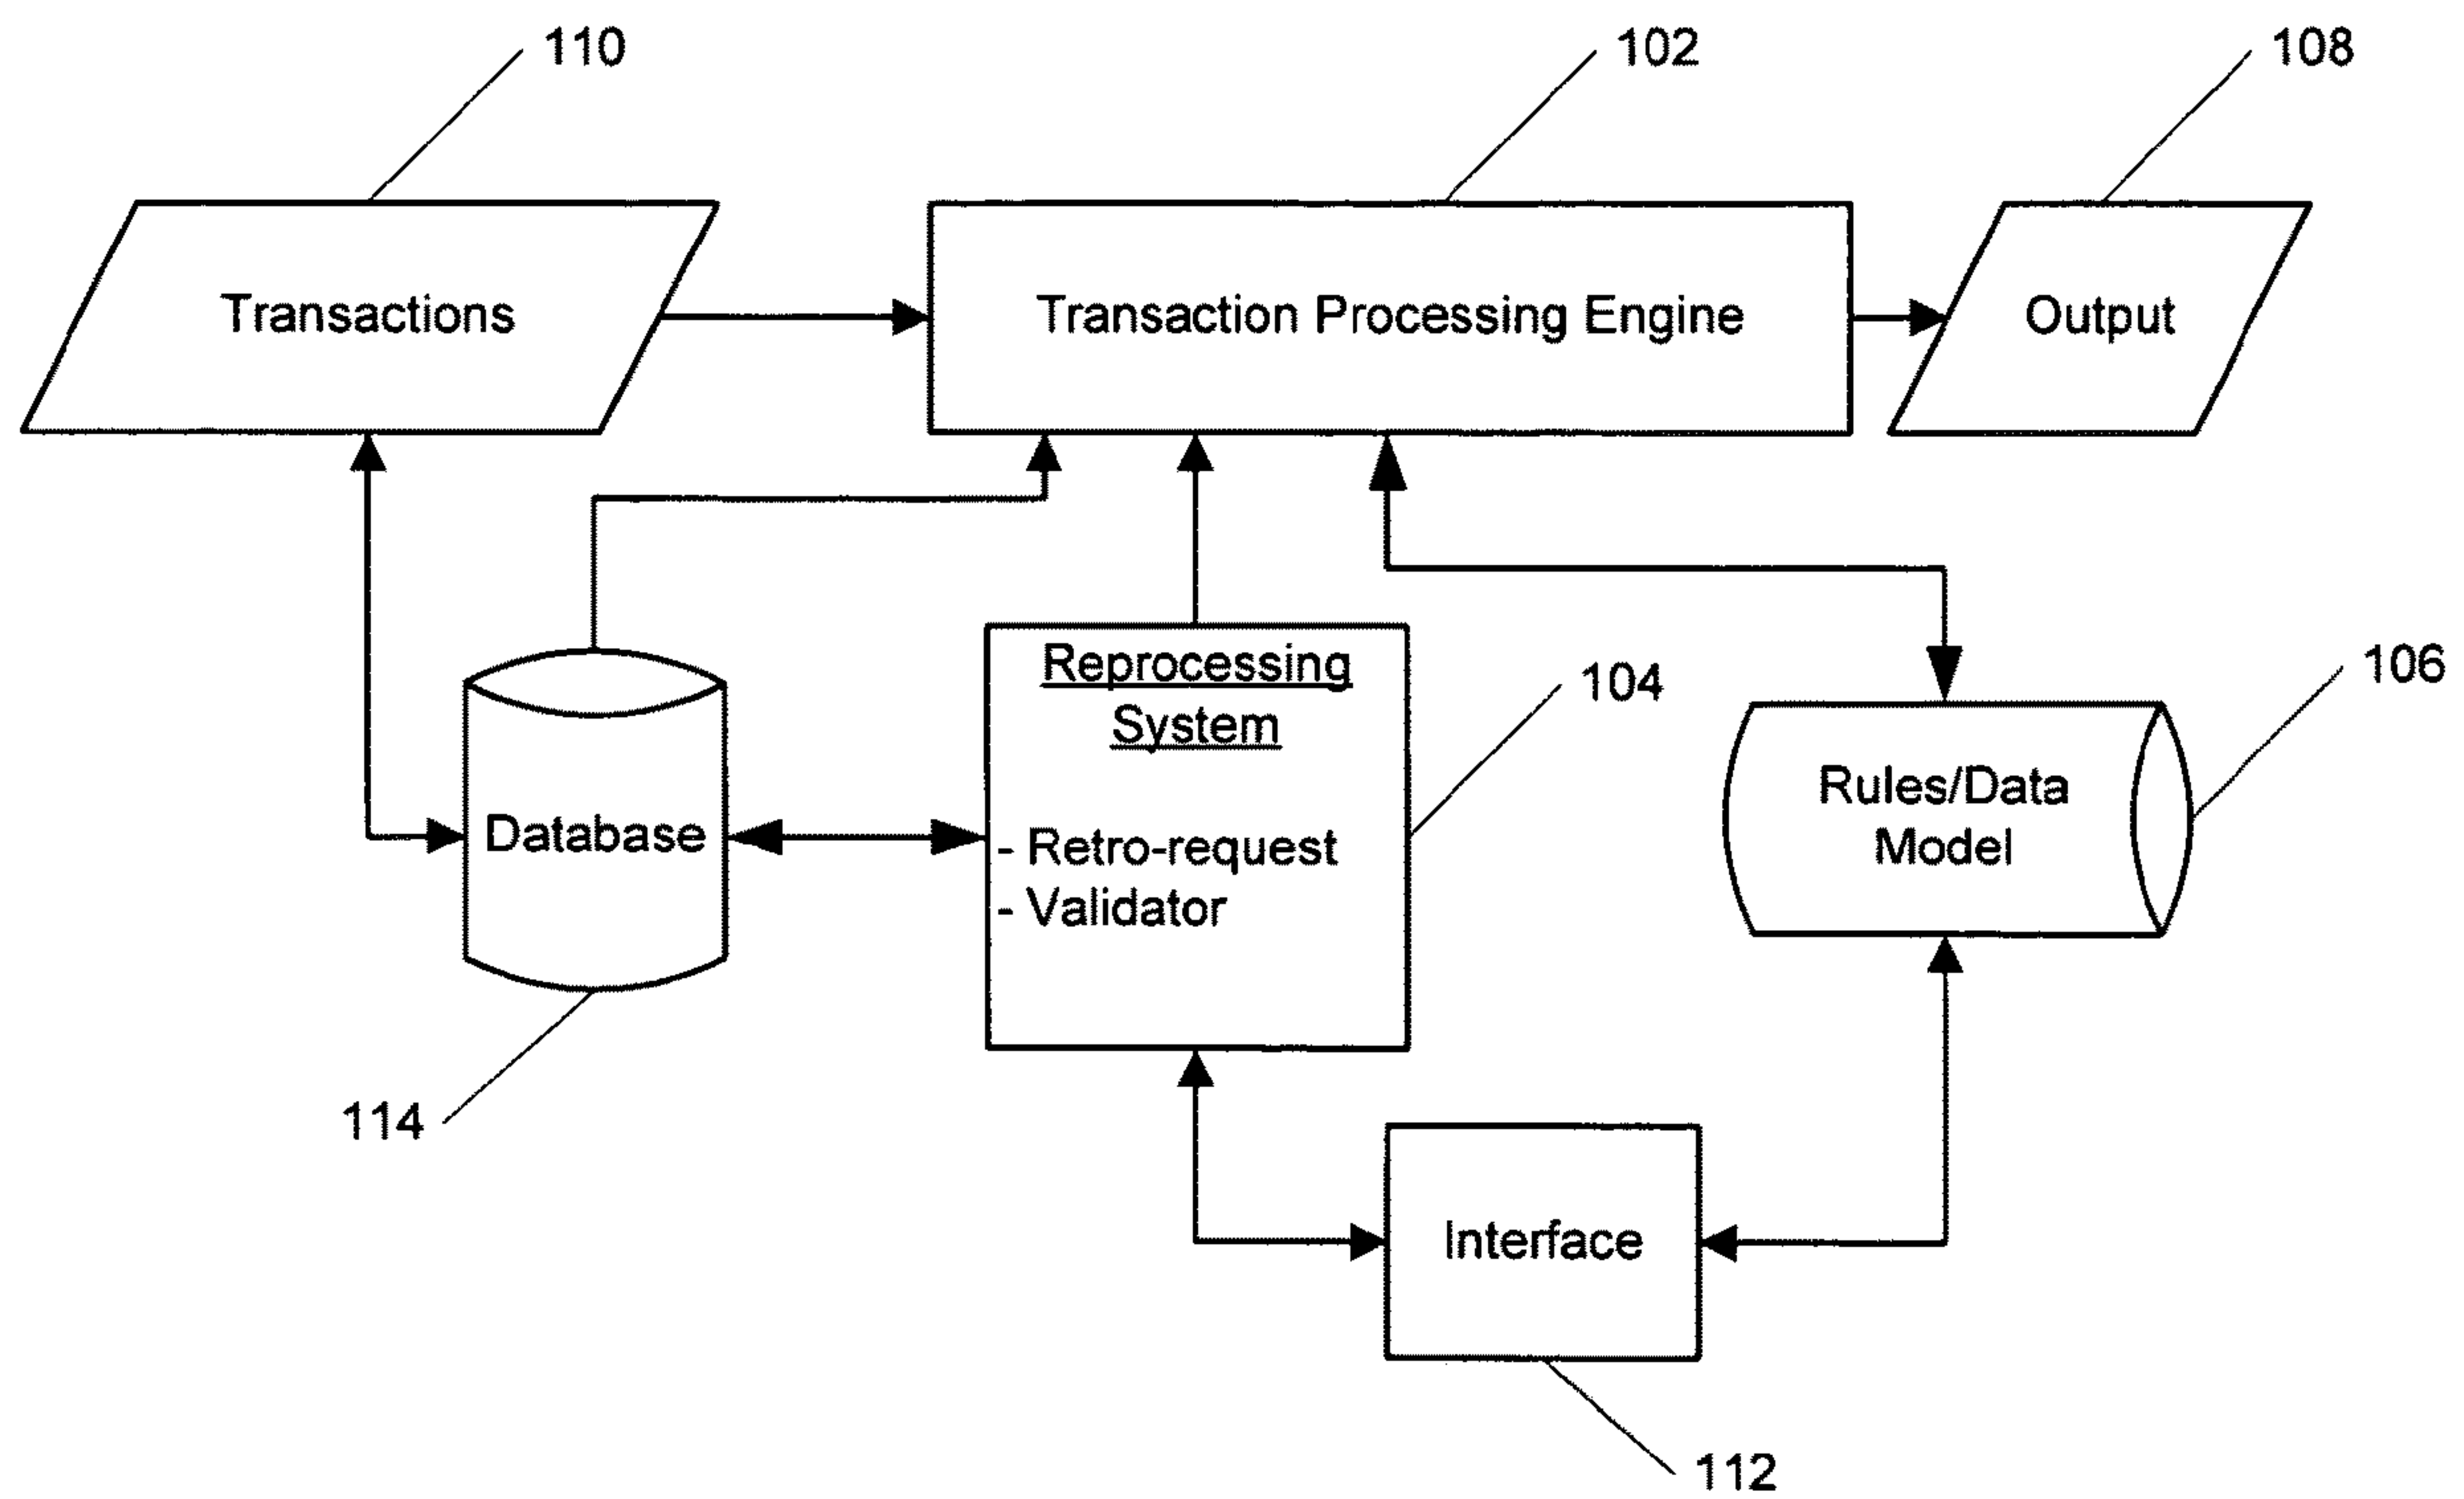 110
102
108
Transactions
Transaction Processing Engine
Output
Reprocessing
System
- Retro-request
- Validator
104
106
Rules/Data
Model
Database
114
Interface
112